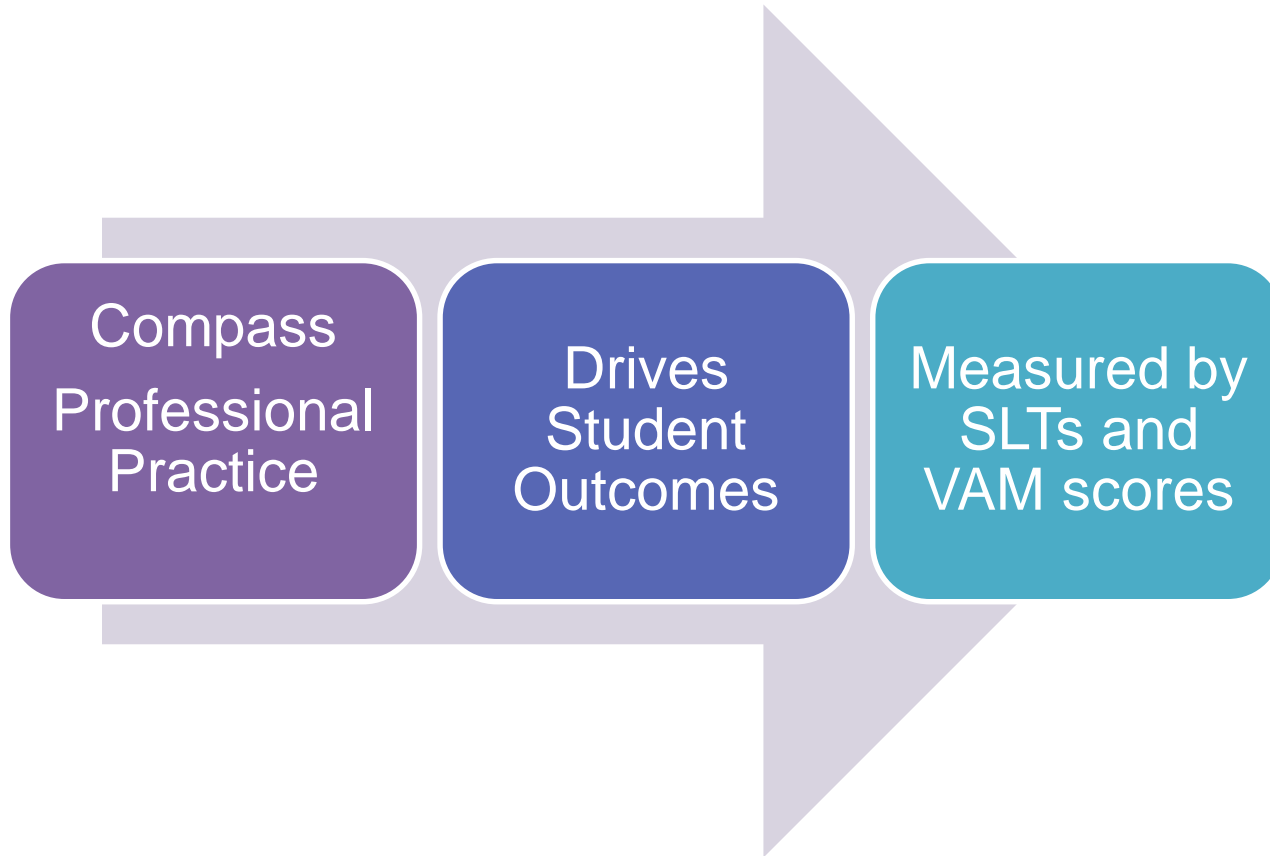 Compass
Professional
Practice
Drives
Student
Outcomes
Measured by
SLTs and
VAM scores